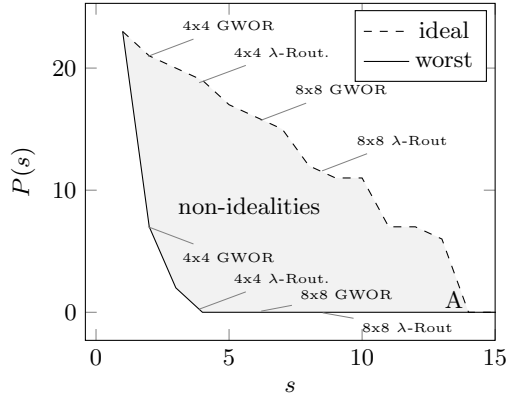 4x4 GWOR
ideal
4x4 λ-Rout.
worst
20
8x8 GWOR
8x8 λ-Rout
P(s)
non-idealities
10
4x4 GWOR
4x4 λ-Rout.
8x8 GWOR
A
0
8x8 λ-Rout
0 5 10 15
s